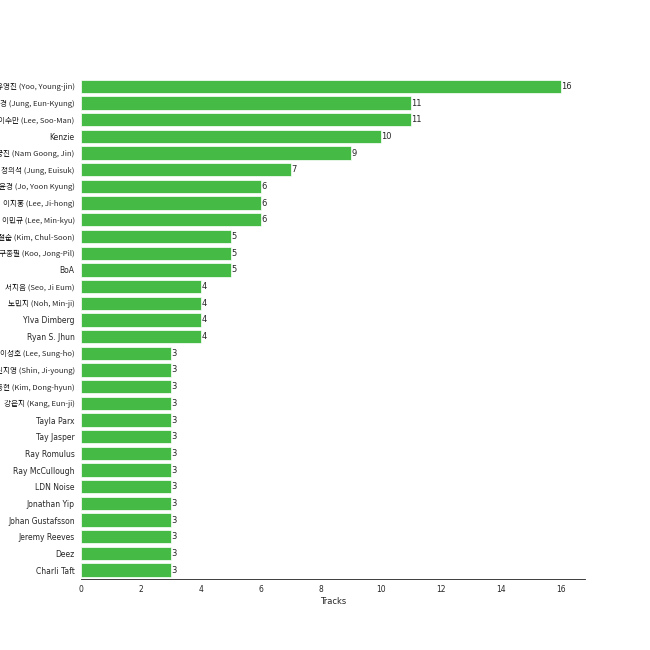 유영진 (Yoo, Young-jin) 16
경 (Jung, Eun-Kyung) 11
이수만 (Lee, Soo-Man) 11
Kenzie 10
궁진 (Nam Goong, Jin) 9
정의석 (Jung, Euisuk) 7
윤경 (Jo, Yoon Kyung) 6
이지홍 (Lee, Ji-hong) 6
이민규 (Lee, Min-kyu) 6
철순 (Kim, Chul-Soon) 5
구종필 (Koo, Jong-Pil) 5
BoA 5
서지음 (Seo, Ji Eum) 4
노민지 (Noh, Min-ji) 4
Ylva Dimberg 4
Ryan S. Jhun 4
이성호 (Lee, Sung-ho) 3
신지영 (Shin, Ji-young) 3
동현 (Kim, Dong-hyun) 3
강은지 (Kang, Eun-ji) 3
Tayla Parx 3
Tay Jasper 3
Ray Romulus 3
Ray McCullough 3
LDN Noise 3
Jonathan Yip 3
Johan Gustafsson 3
Jeremy Reeves 3
Deez 3
Charli Taft 3
0 2 4 6 8 10 12 14 16
Tracks